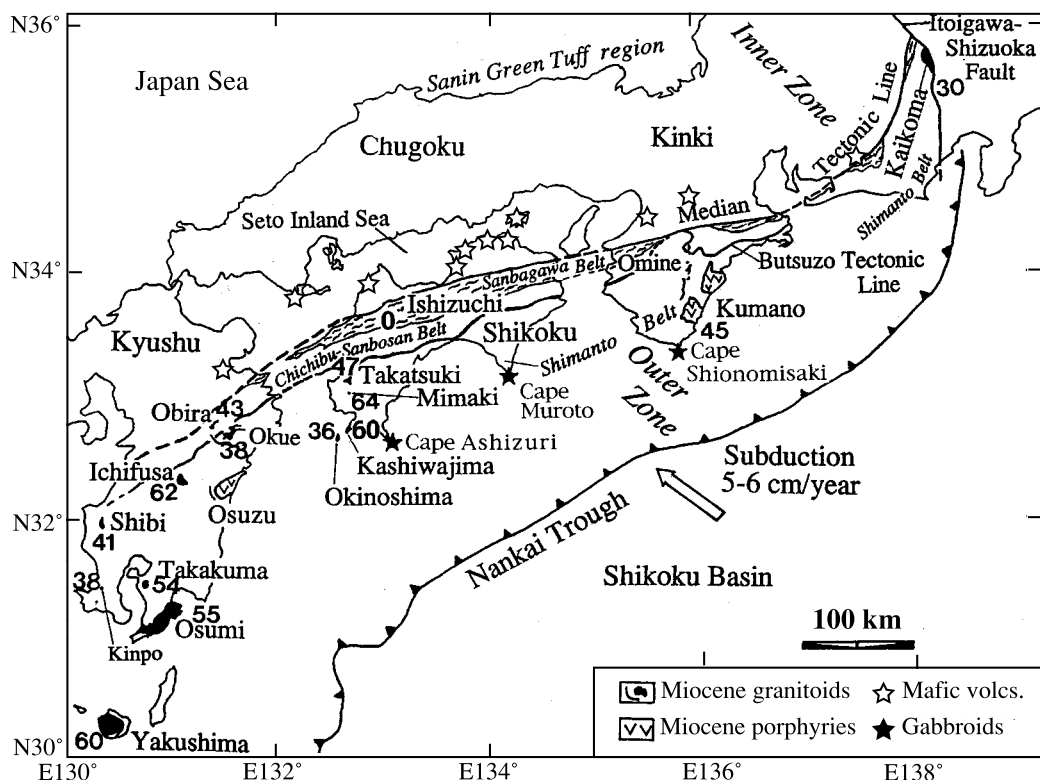 N36°
Japan Sea
Sanin Green Tuff region
Inner Zone
Itoigawa-
Shizuoka
Fault
30
Tectonic Line
Kaikoma
Chugoku
Kinki
Shimanto Belt
Seto Inland Sea
Median
N34°
Sanbagawa Belt
Omine
Butsuzo Tectonic
Line
Ishizuchi
0
Kumano
45
Kyushu
Chichibu-Sanbosan Belt
Shikoku
Shimanto
Belt
Cape
Shionomisaki
47
Takatsuki
Mimaki
64
Cape
Muroto
Outer
Zone
Obira
43
Okue
38
36
60
Cape Ashizuri
Kashiwajima
Okinoshima
Ichifusa
62
Subduction
5-6 cm/year
Osuzu
N32°
Shibi
41
Nankai Trough
Takakuma
38
54
Shikoku Basin
55
Osumi
100 km
Kinpo
Miocene granitoids
Mafic volcs.
Miocene porphyries
Gabbroids
60
Yakushima
N30°
E130°
E132°
E134°
E136°
E138°